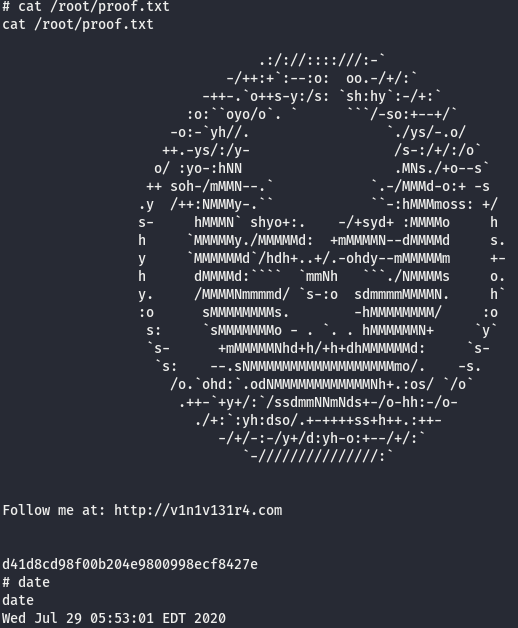 # cat /root/proof.txt
cat /root/proof.txt
.:/://::::///:-`
-/++:+`:--:o:  oo.-/+/:`
-++-.`o++s-y:/s: `sh:hy`:-/+:`
:o:``oyo/o`. `      ```/-so:+--+/`
-o:-`yh//.                 `./ys/-.o/
++.-ys/:/y-                  /s-:/+/:/o`
o/ :yo-:hNN                   .MNs./+o--s`
++ soh-/mMMN--.`            `.-/MMMd-o:+ -s
.y  /++:NMMMy-.``            ``-:hMMMmoss: +/
s-     hMMMN` shyo+:.    -/+syd+ :MMMMo     h
h     `MMMMMy./MMMMMd:  +mMMMMN--dMMMMd     s.
y     `MMMMMMd`/hdh+..+/.-ohdy--mMMMMMm     +-
h      dMMMMd:````  `mmNh   ```./NMMMMs     o.
y.     /MMMMNmmmmd/ `s-:o  sdmmmmMMMMN.     h`
:o      sMMMMMMMMs.        -hMMMMMMMM/     :o
s:     `sMMMMMMMo - . `. . hMMMMMMN+     `y`
`s-      +mMMMMMNhd+h/+h+dhMMMMMMd:     `s-
`s:    --.sNMMMMMMMMMMMMMMMMMMmo/.    -s.
/o.`ohd:`.odNMMMMMMMMMMMMNh+.:os/ `/o`
.++-`+y+/:`/ssdmmNNmNds+-/o-hh:-/o-
./+:`:yh:dso/.+-++++ss+h++.:++-
-/+/-:-/y+/d:yh-o:+--/+/:`
`-///////////////:`
Follow me at: http://v1n1v131r4.com
d41d8cd98f00b204e9800998ecf8427e
# date
date
Wed Jul 29 05:53:01 EDT 2020